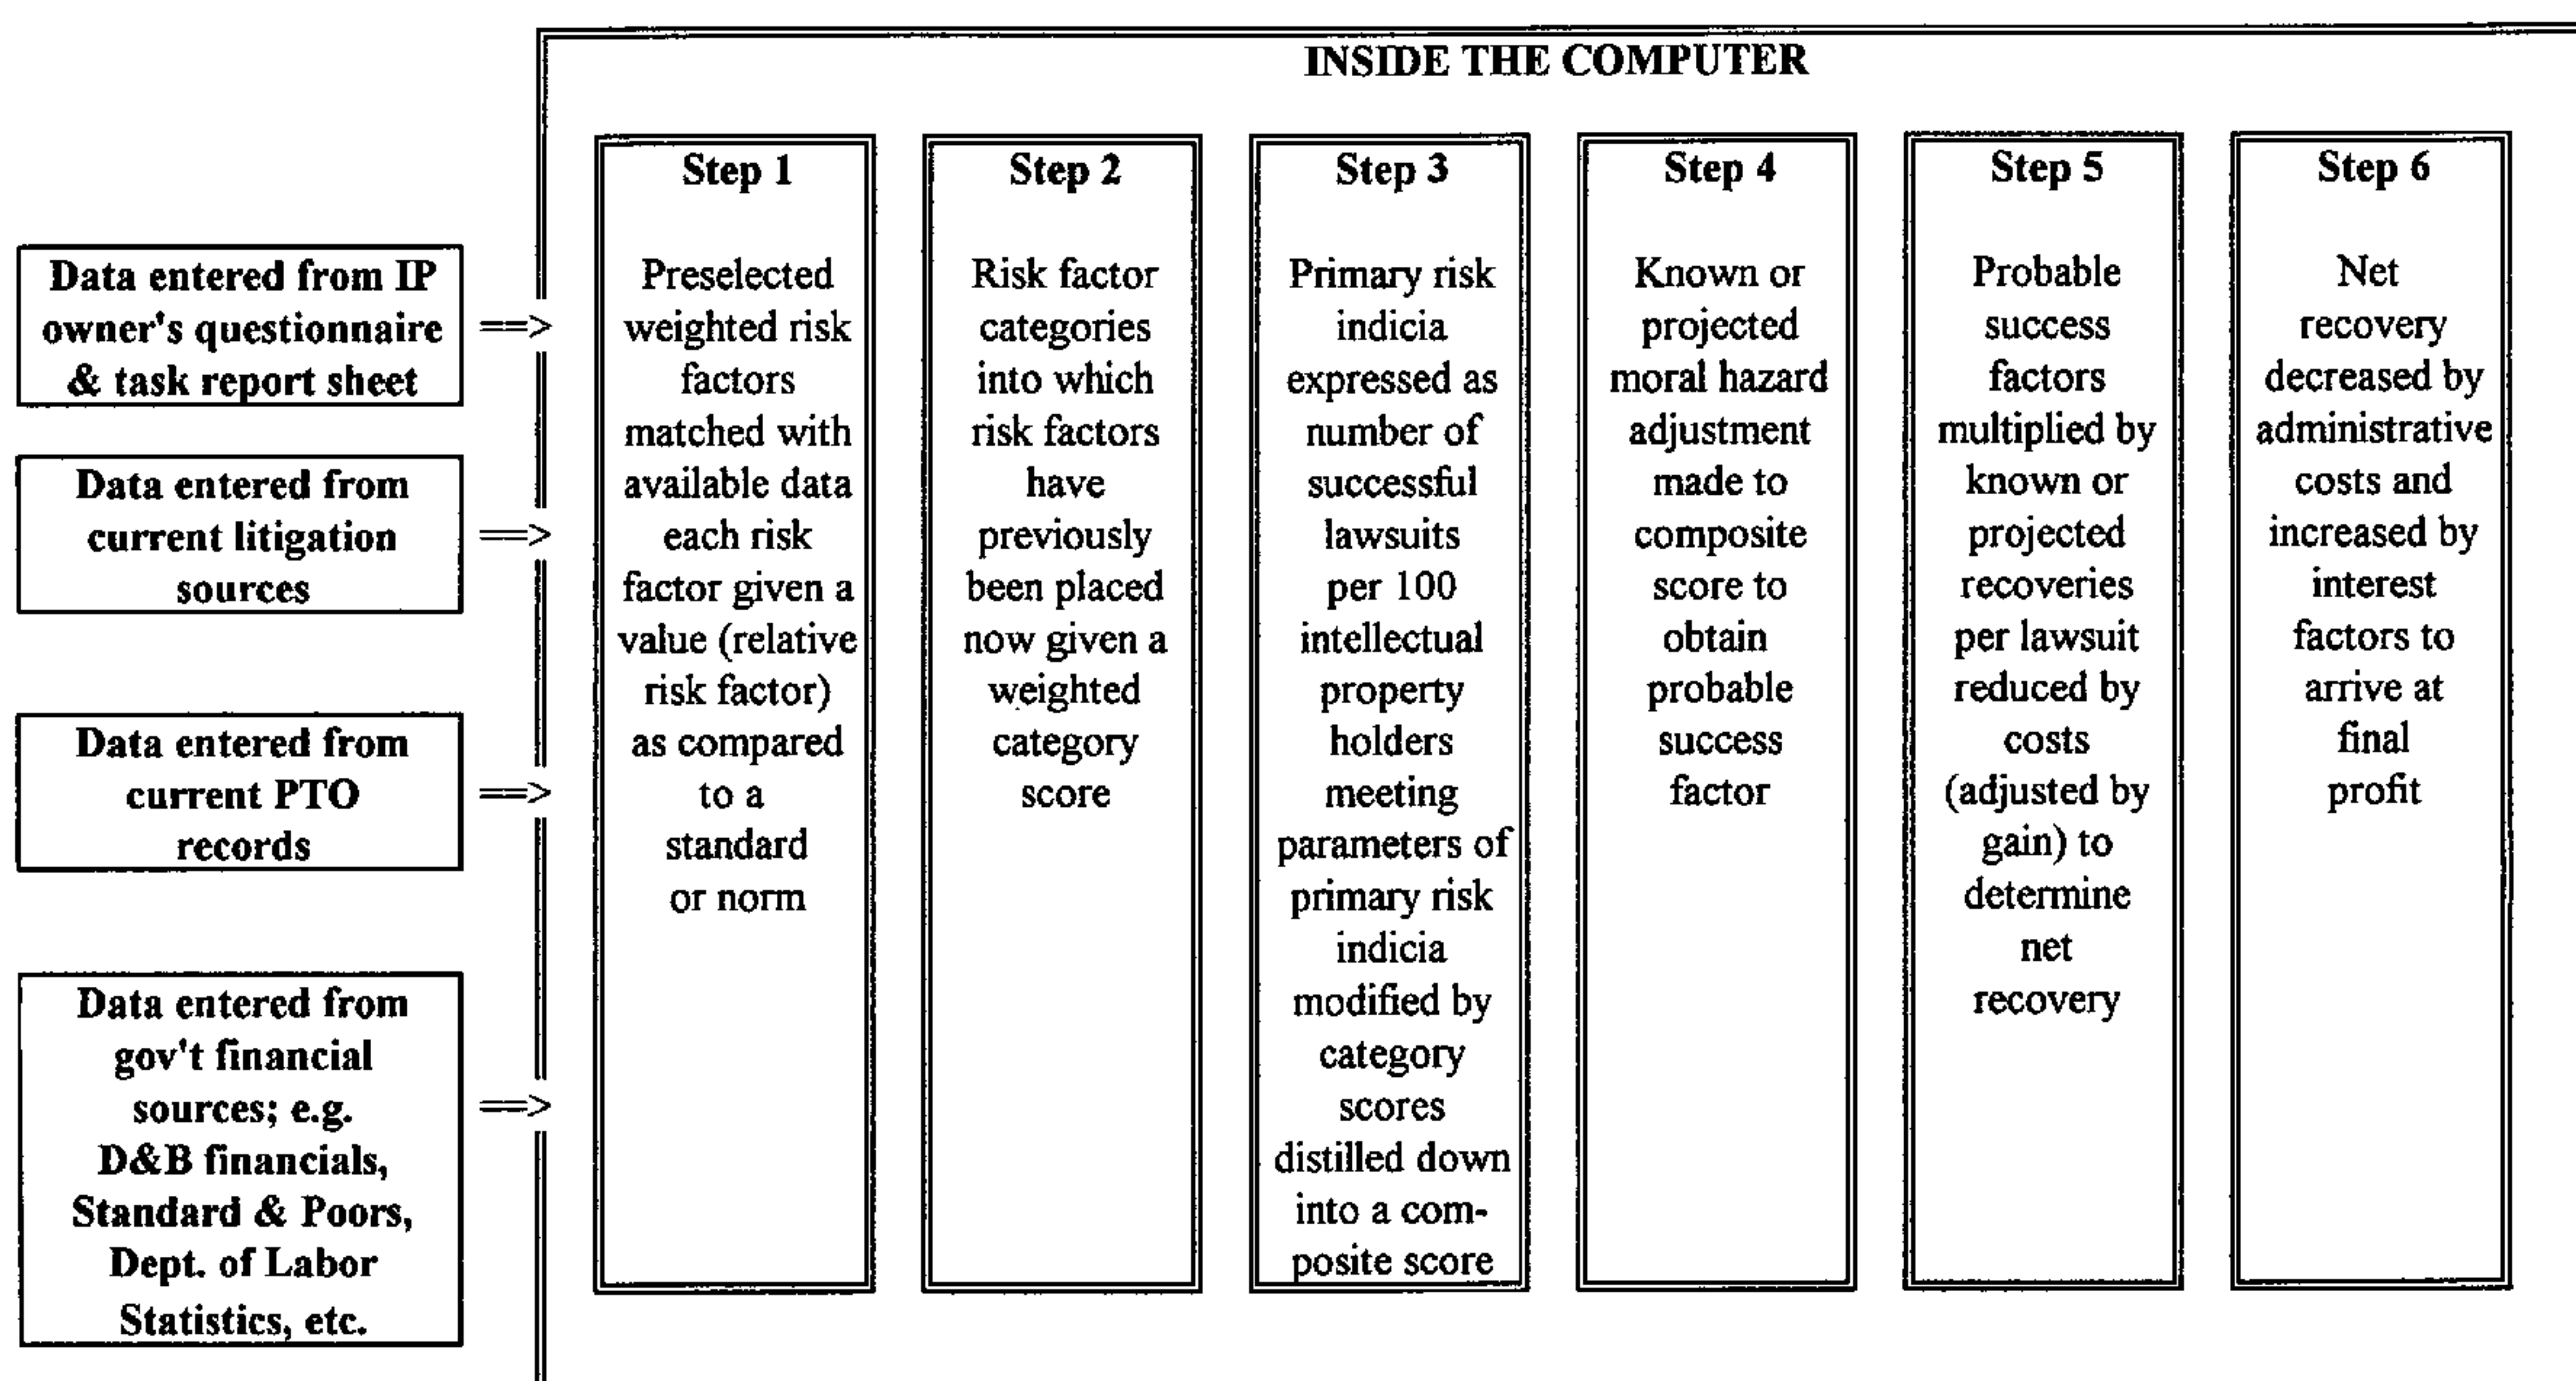 INSIDE THE COMPUTER
Data entered from IP
owner's questionnaire
& task report sheet
==>
Data entered from
current litigation
sources
==>
Data entered from
current PTO
records
==>
Data entered from
gov't financial
sources; e.g.
D&B financials,
Standard & Poors,
Dept. of Labor
Statistics, etc.
==>
Step 1
Preselected
weighted risk
factors
matched with
available data
each risk
factor given a
value (relative
risk factor)
as compared
to a
standard
or norm
Step 2
Risk factor
categories
into which
risk factors
have
previously
been placed
now given a
weighted
category
score
Step 3
Primary risk
indicia
expressed as
number of
successful
lawsuits
per 100
intellectual
property
holders
meeting
parameters of
primary risk
indicia
modified by
category
scores
distilled down
into a com-
posite score
Step 4
Known or
projected
moral hazard
adjustment
made to
composite
score to
obtain
probable
success
factor
Step 5
Probable
success
factors
multiplied by
known or
projected
recoveries
per lawsuit
reduced by
costs
(adjusted by
gain) to
determine
net
recovery
Step 6
Net
recovery
decreased by
administrative
costs and
increased by
interest
factors to
arrive at
final
profit